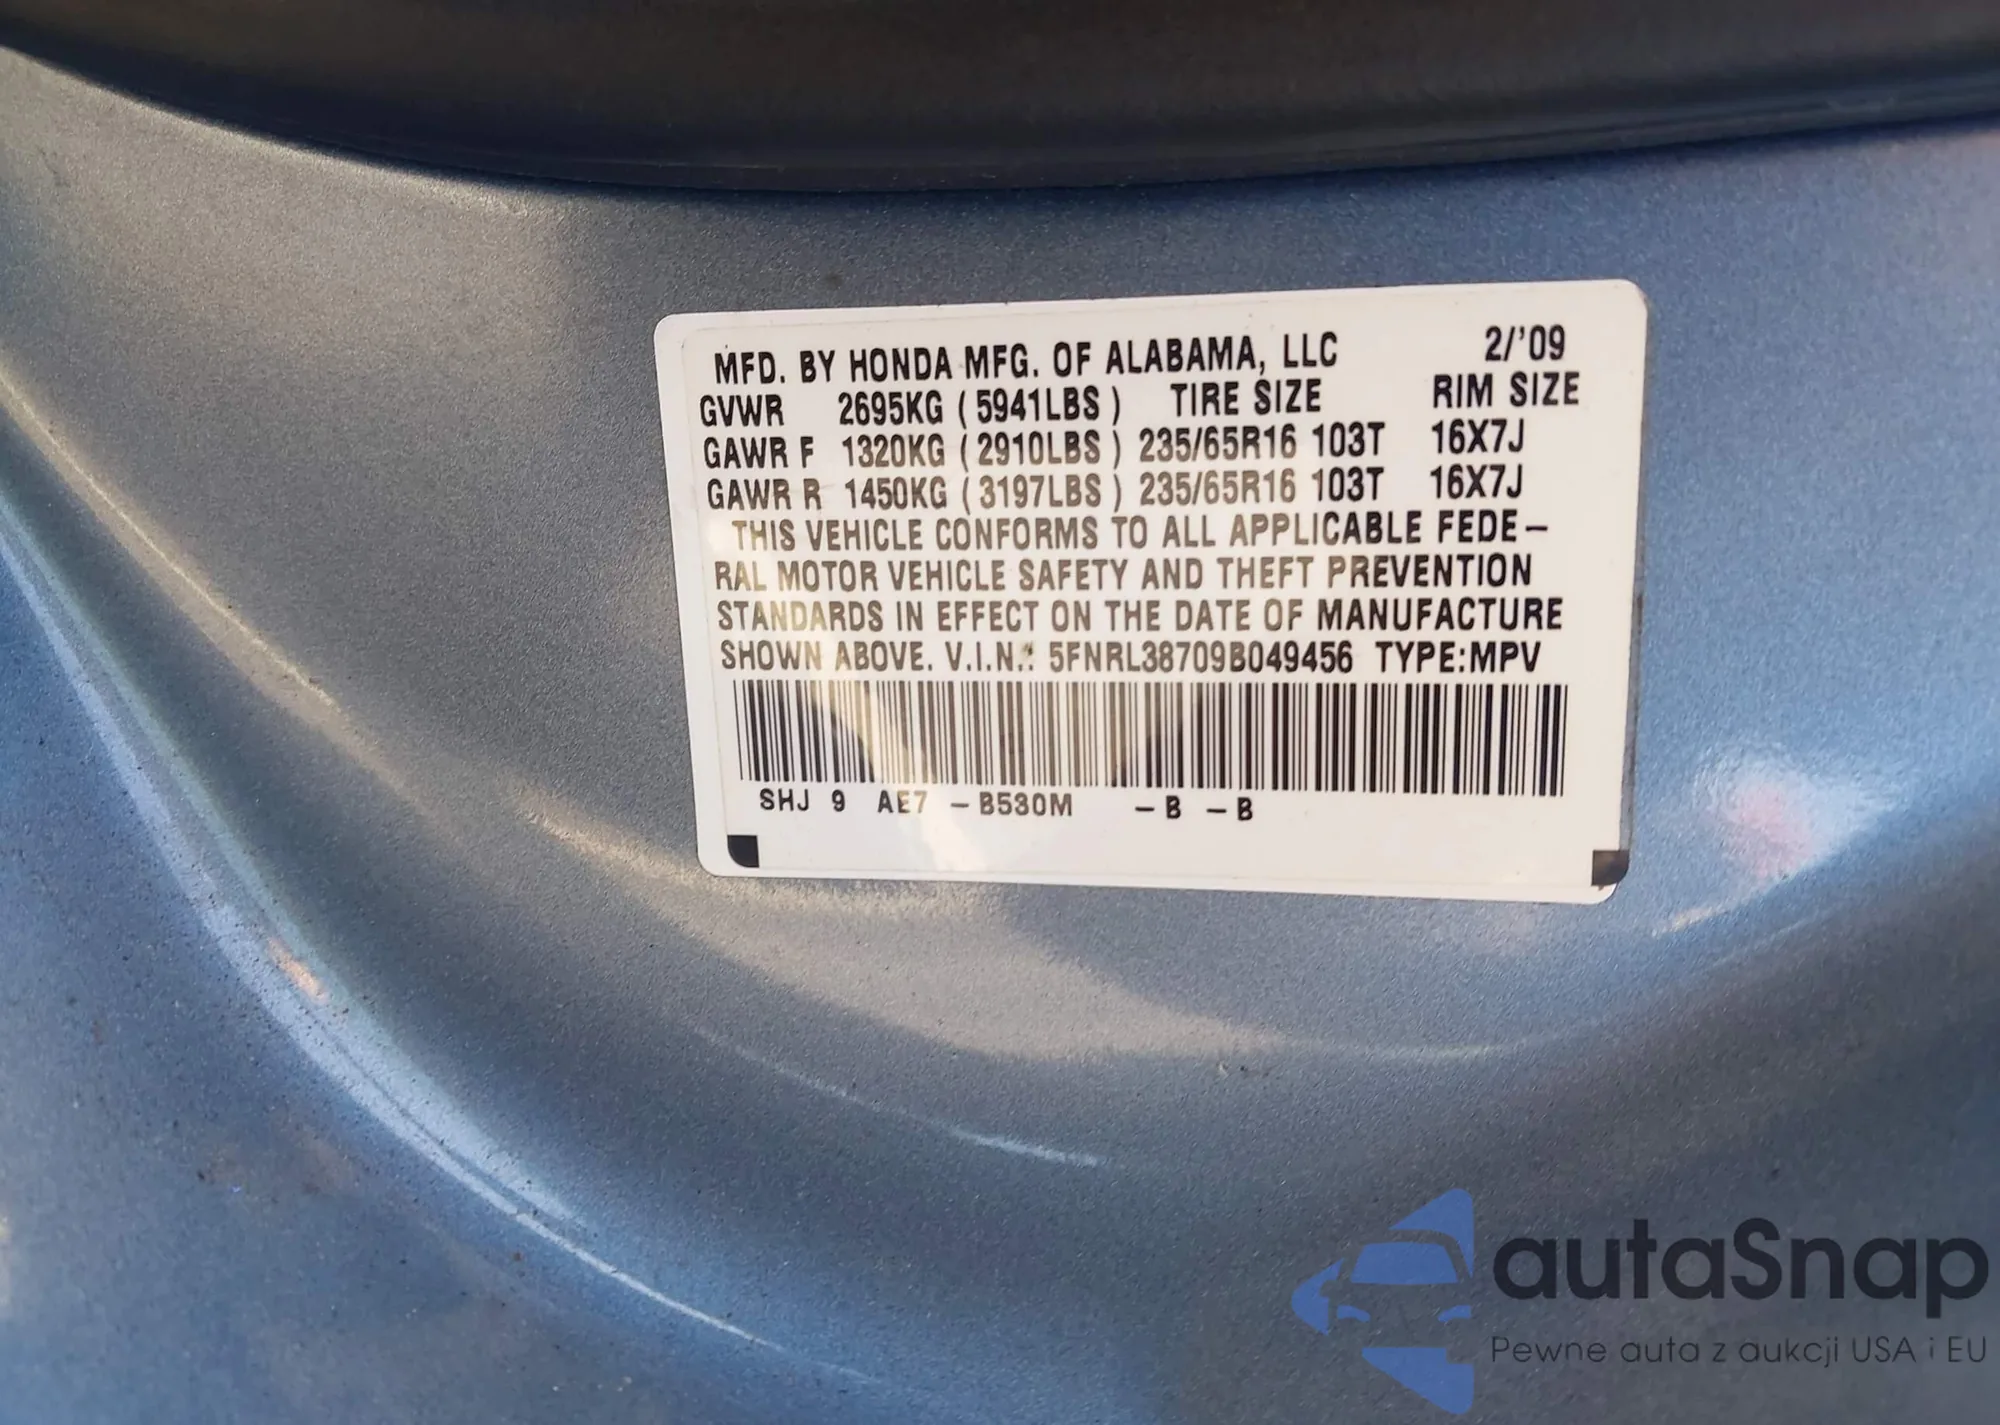 MFD. BY HONDA MFG. OF ALABAMA, LLC 2/'09
GVWR 2695KG (5941LBS) TIRE SIZE RIM SIZE
GAWR F 1320KG (2910LBS) 235/65R16 103T 16X7J
GAWR R 1450KG (3197LBS) 235/65R16 103T 16X7J
THIS VEHICLE CONFORMS TO ALL APPLICABLE FEDE-
RAL MOTOR VEHICLE SAFETY AND THEFT PREVENTION
STANDARDS IN EFFECT ON THE DATE OF MANUFACTURE
SHOWN ABOVE. V.I.N.: 5FNRL38709B049456 TYPE:MPV
SHJ 9 AE7 -B530M -B -B
autaSnap
Pewne auta z aukcji USA i EU